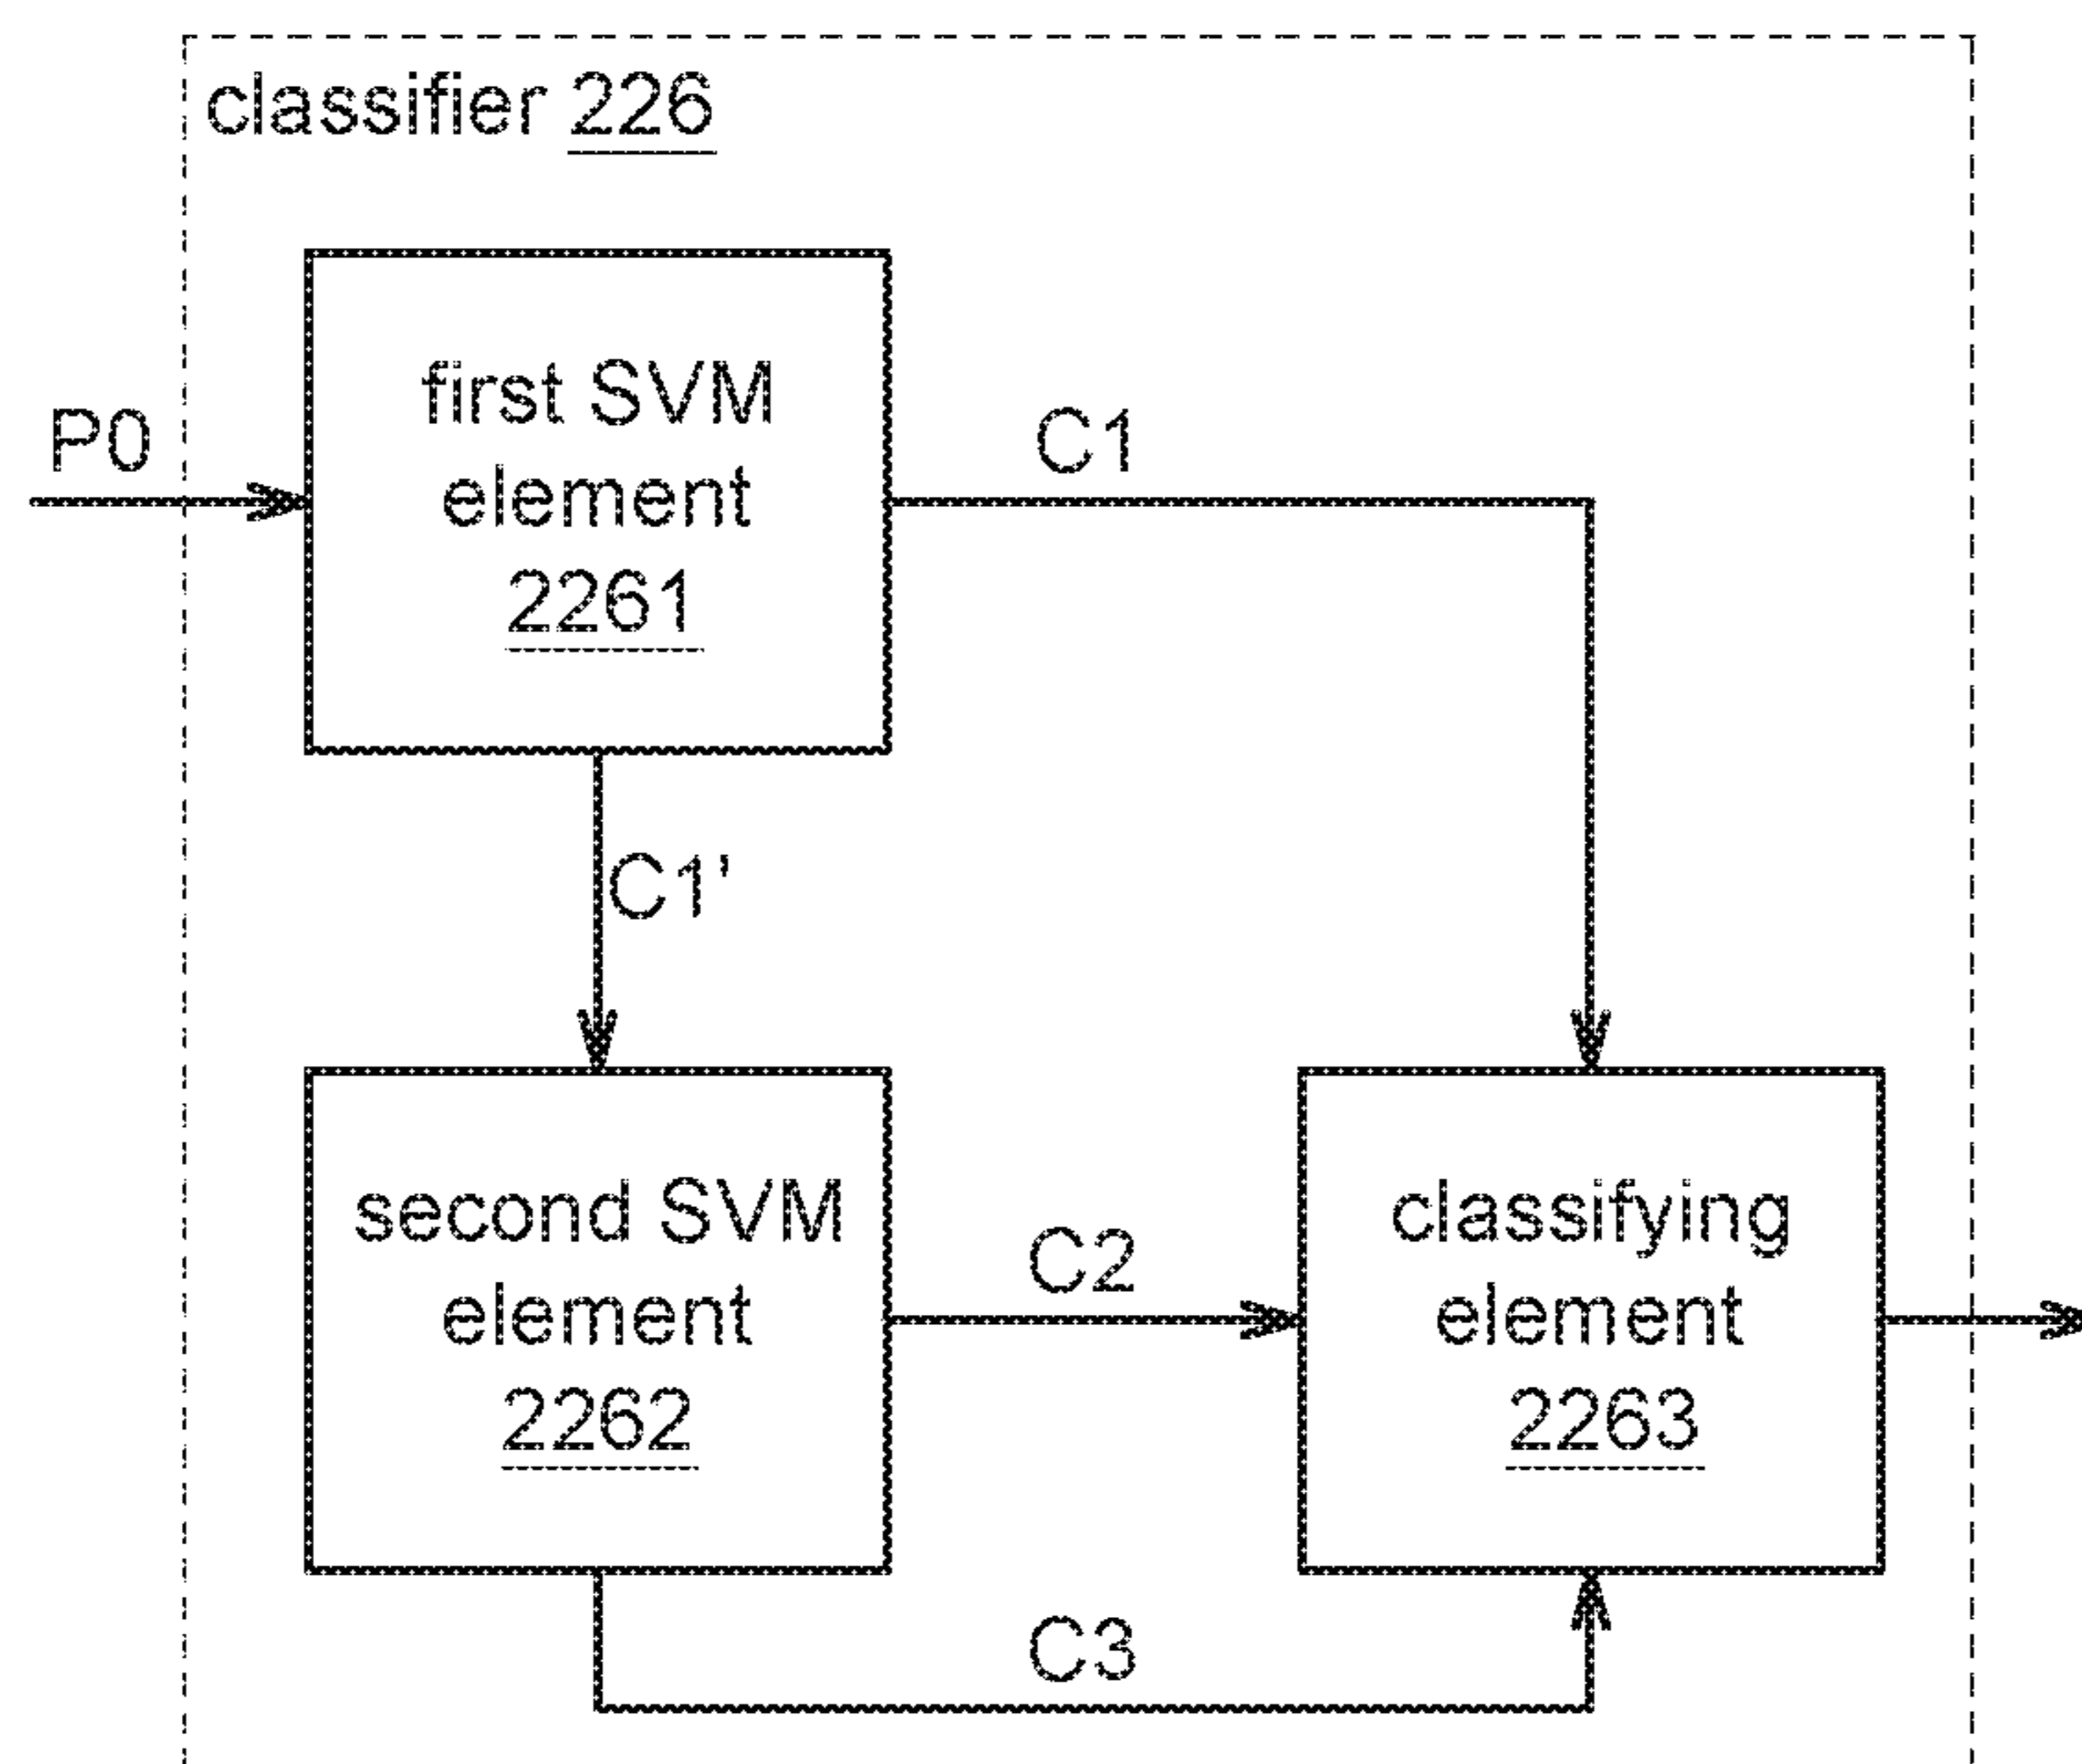 classifier 226
first SVM
element
2261
P0
C1
C1'
second SVM
element
2262
C2
classifying
element
2263
C3